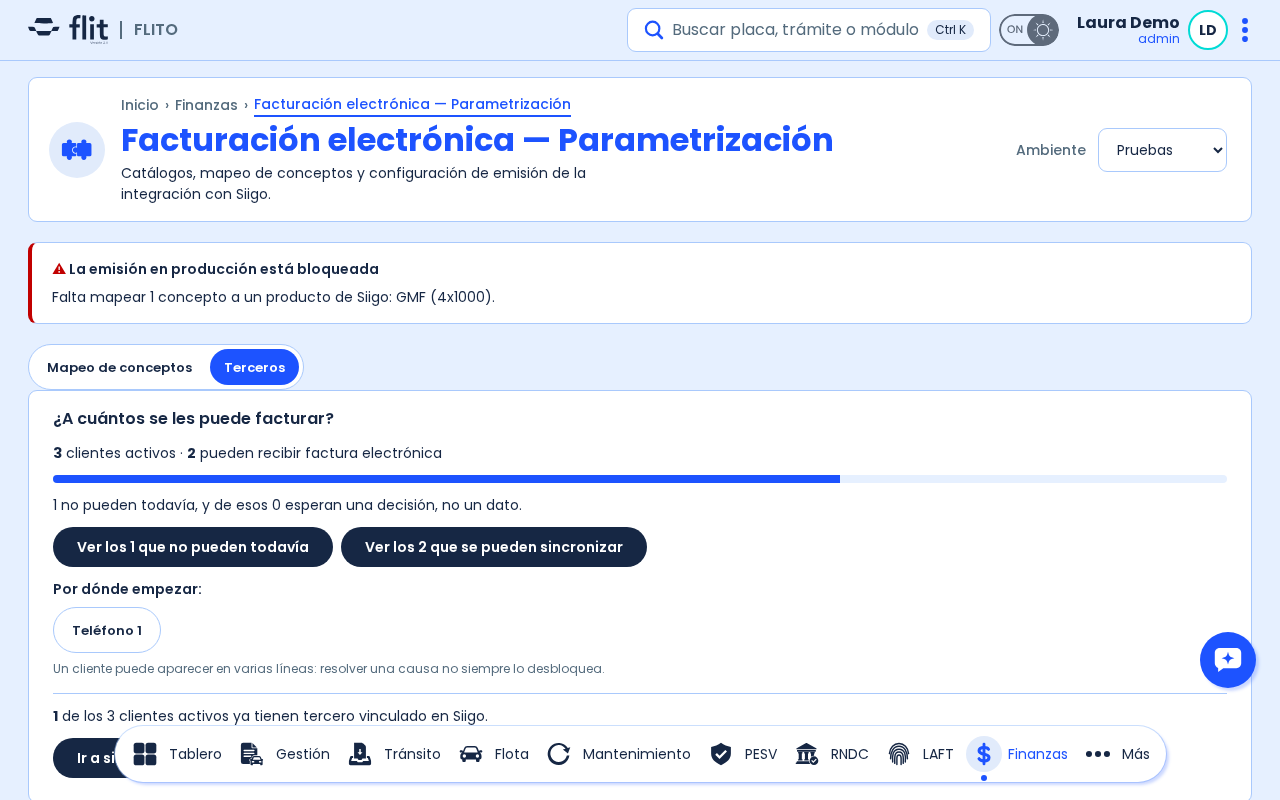 flit | FLITO
Buscar placa, trámite o módulo Ctrl K
ON
Laura Demo
admin
LD
Inicio › Finanzas › Facturación electrónica — Parametrización
Facturación electrónica — Parametrización
Catálogos, mapeo de conceptos y configuración de emisión de la
integración con Siigo.
Ambiente Pruebas
La emisión en producción está bloqueada
Falta mapear 1 concepto a un producto de Siigo: GMF (4x1000).
Mapeo de conceptos Terceros
¿A cuántos se les puede facturar?
3 clientes activos · 2 pueden recibir factura electrónica
1 no pueden todavía, y de esos 0 esperan una decisión, no un dato.
Ver los 1 que no pueden todavía Ver los 2 que se pueden sincronizar
Por dónde empezar:
Teléfono 1
Un cliente puede aparecer en varias líneas: resolver una causa no siempre lo desbloquea.
1 de los 3 clientes activos ya tienen tercero vinculado en Siigo.
Ir a si
Tablero Gestión Tránsito Flota Mantenimiento PESV RNDC LAFT Finanzas Más